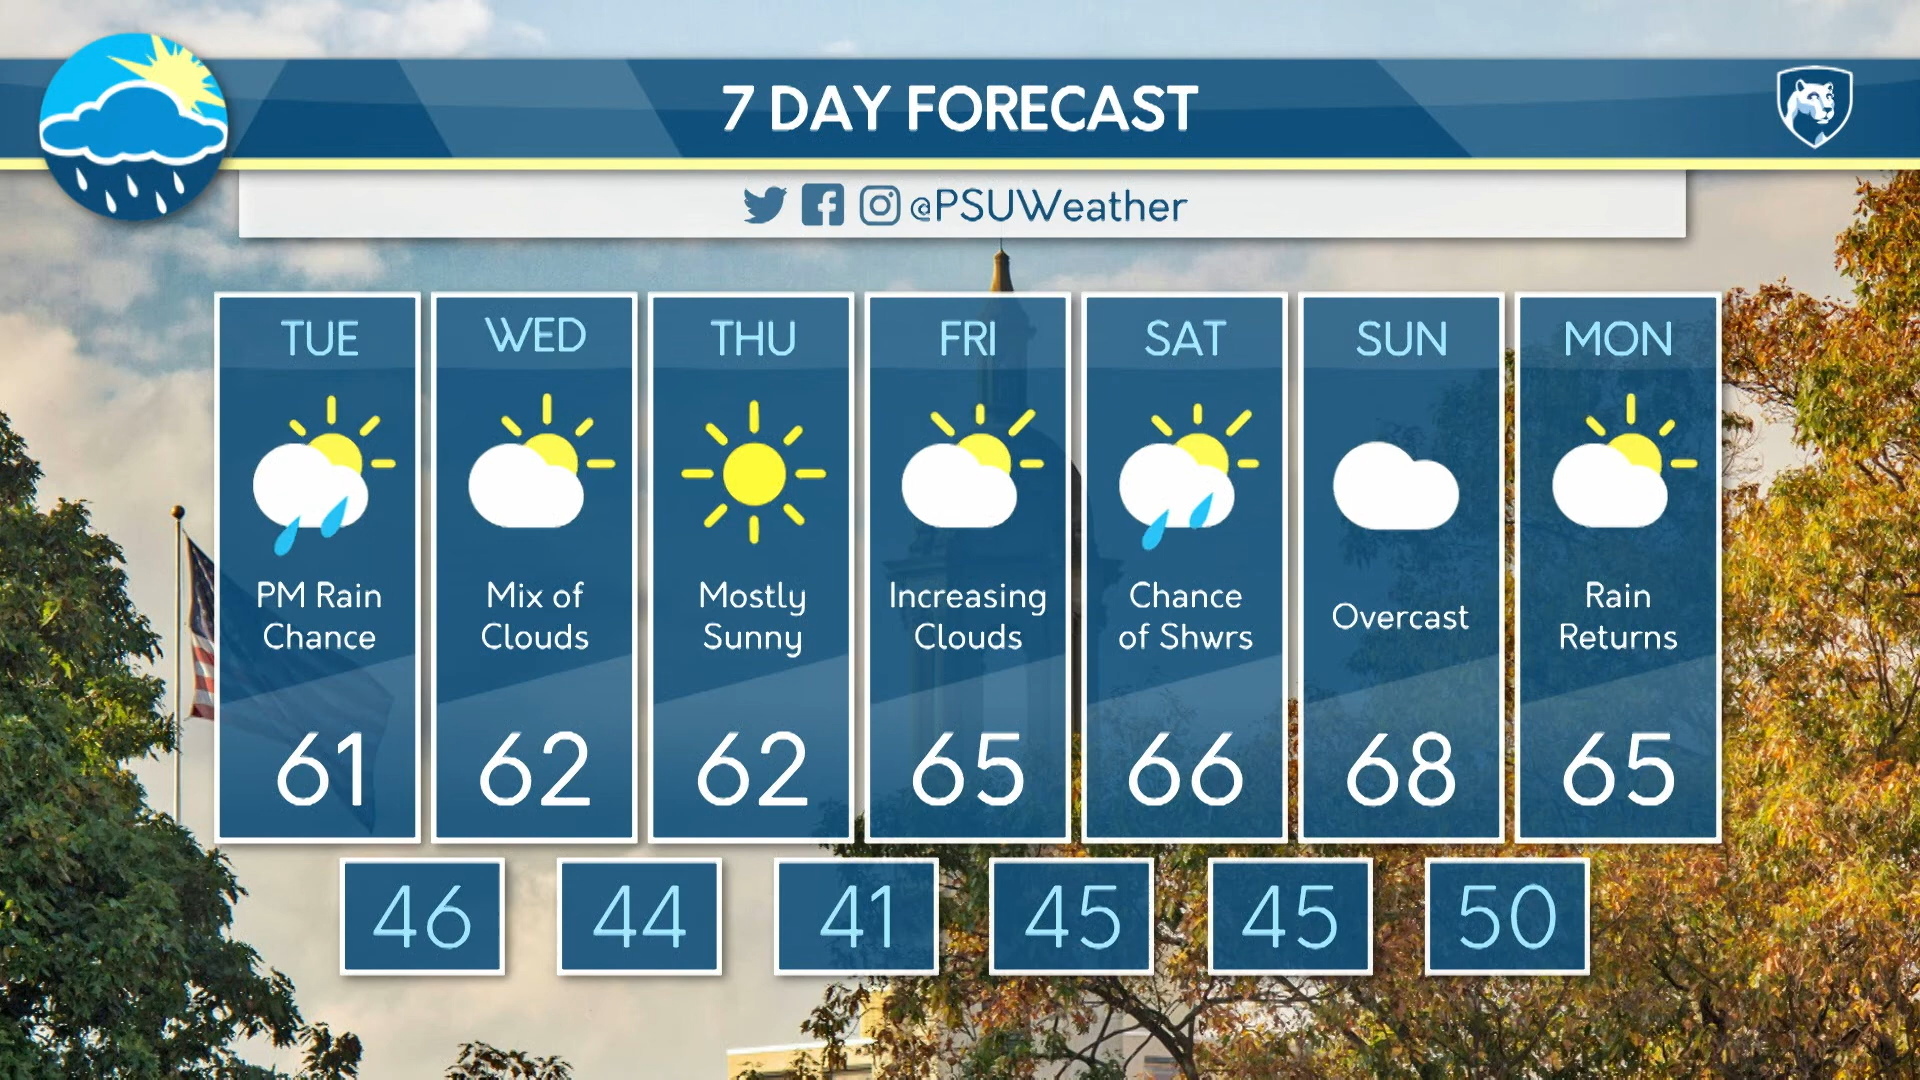 7 DAY FORECAST
@PSUWeather
TUE
PM Rain
Chance
61
WED
Mix of
Clouds
62
THU
Mostly
Sunny
62
FRI
Increasing
Clouds
65
SAT
Chance
of Shwrs
66
SUN
Overcast
68
MON
Rain
Returns
65
46
44
41
45
45
50